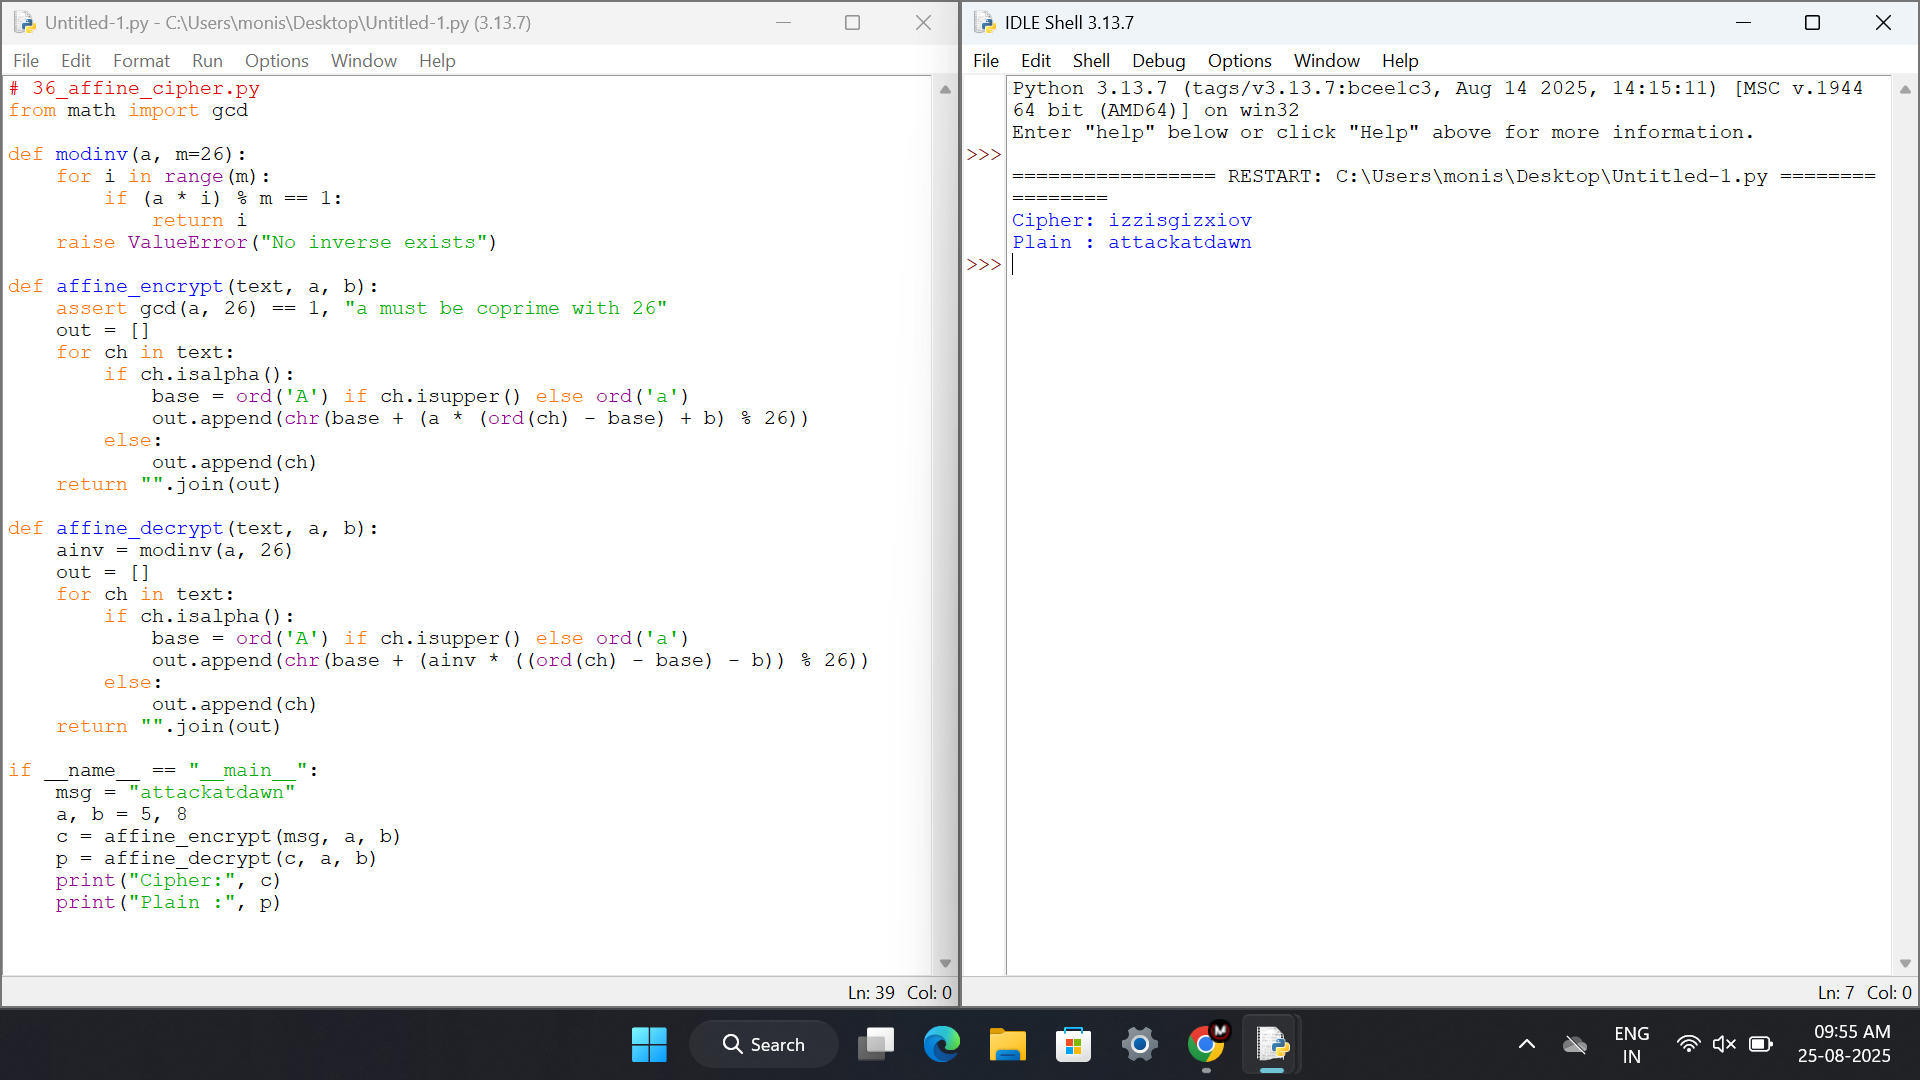 Untitled-1.py - C:\Users\monis\Desktop\Untitled-1.py (3.13.7)
File Edit Format Run Options Window Help
# 36_affine_cipher.py
from math import gcd
def modinv(a, m=26):
    for i in range(m):
        if (a * i) % m == 1:
            return i
    raise ValueError("No inverse exists")
def affine_encrypt(text, a, b):
    assert gcd(a, 26) == 1, "a must be coprime with 26"
    out = []
    for ch in text:
        if ch.isalpha():
            base = ord('A') if ch.isupper() else ord('a')
            out.append(chr(base + (a * (ord(ch) - base) + b) % 26))
        else:
            out.append(ch)
    return "".join(out)
def affine_decrypt(text, a, b):
    ainv = modinv(a, 26)
    out = []
    for ch in text:
        if ch.isalpha():
            base = ord('A') if ch.isupper() else ord('a')
            out.append(chr(base + (ainv * ((ord(ch) - base) - b)) % 26))
        else:
            out.append(ch)
    return "".join(out)
if __name__ == "__main__":
    msg = "attackatdawn"
    a, b = 5, 8
    c = affine_encrypt(msg, a, b)
    p = affine_decrypt(c, a, b)
    print("Cipher:", c)
    print("Plain :", p)
Ln: 39 Col: 0
IDLE Shell 3.13.7
File Edit Shell Debug Options Window Help
Python 3.13.7 (tags/v3.13.7:bcee1c3, Aug 14 2025, 14:15:11) [MSC v.1944
64 bit (AMD64)] on win32
Enter "help" below or click "Help" above for more information.
>>>
================= RESTART: C:\Users\monis\Desktop\Untitled-1.py ========
========
Cipher: izzisgizxiov
Plain : attackatdawn
>>>
Ln: 7 Col: 0
Search
M
ENG
IN
09:55 AM
25-08-2025